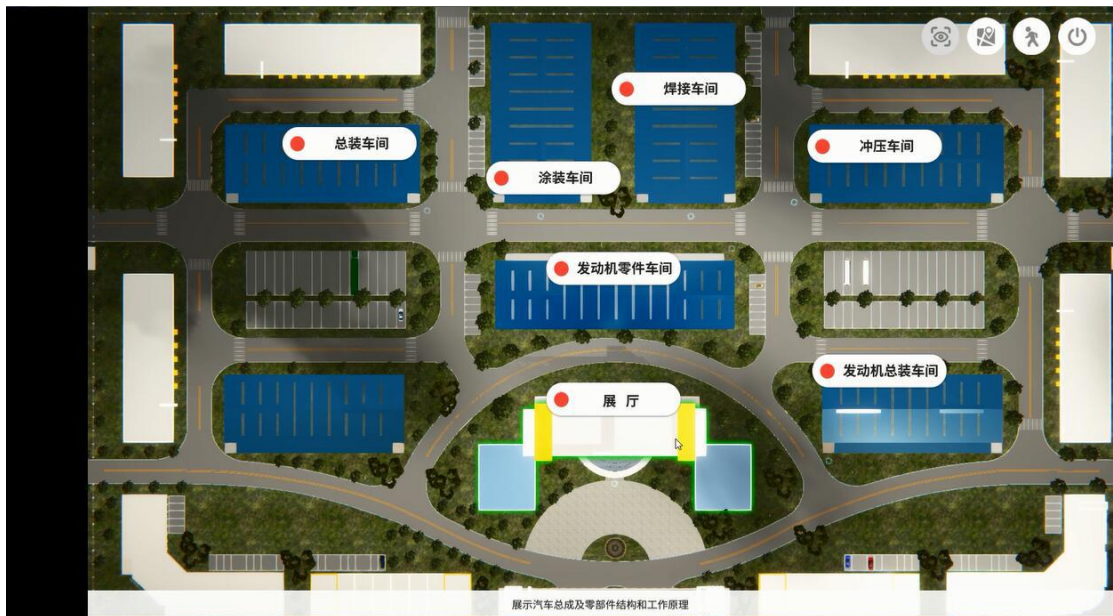 焊接车间
总装车间
冲压车间
涂装车间
发动机零件车间
发动机总装车间
展 厅
展示汽车总成及零部件结构和工作原理